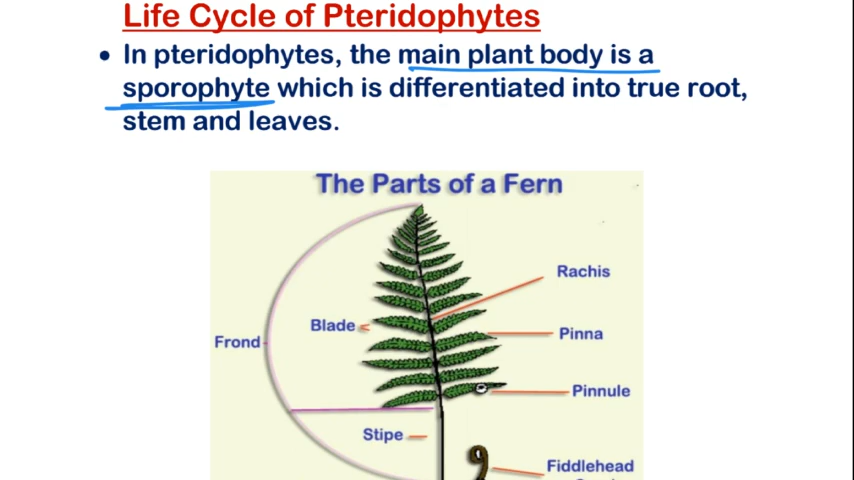 Life Cycle of Pteridophytes
• In pteridophytes, the main plant body is a
sporophyte which is differentiated into true root,
stem and leaves.
The Parts of a Fern
Rachis
Blade
Pinna
Frond
Pinnule
Stipe
Fiddlehead